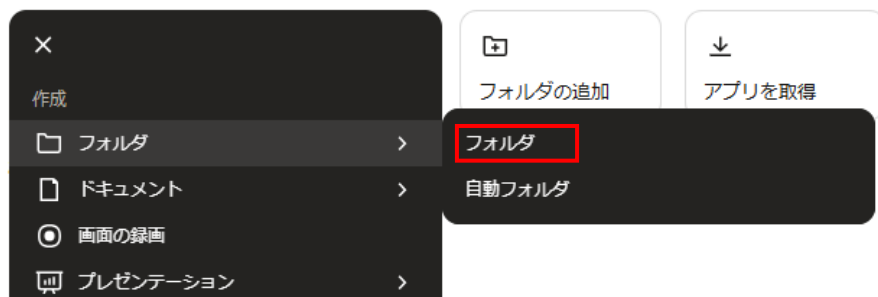 作成
フォルダ
ドキュメント
画面の録画
プレゼンテーション
フォルダの追加
アプリを取得
フォルダ
自動フォルダ